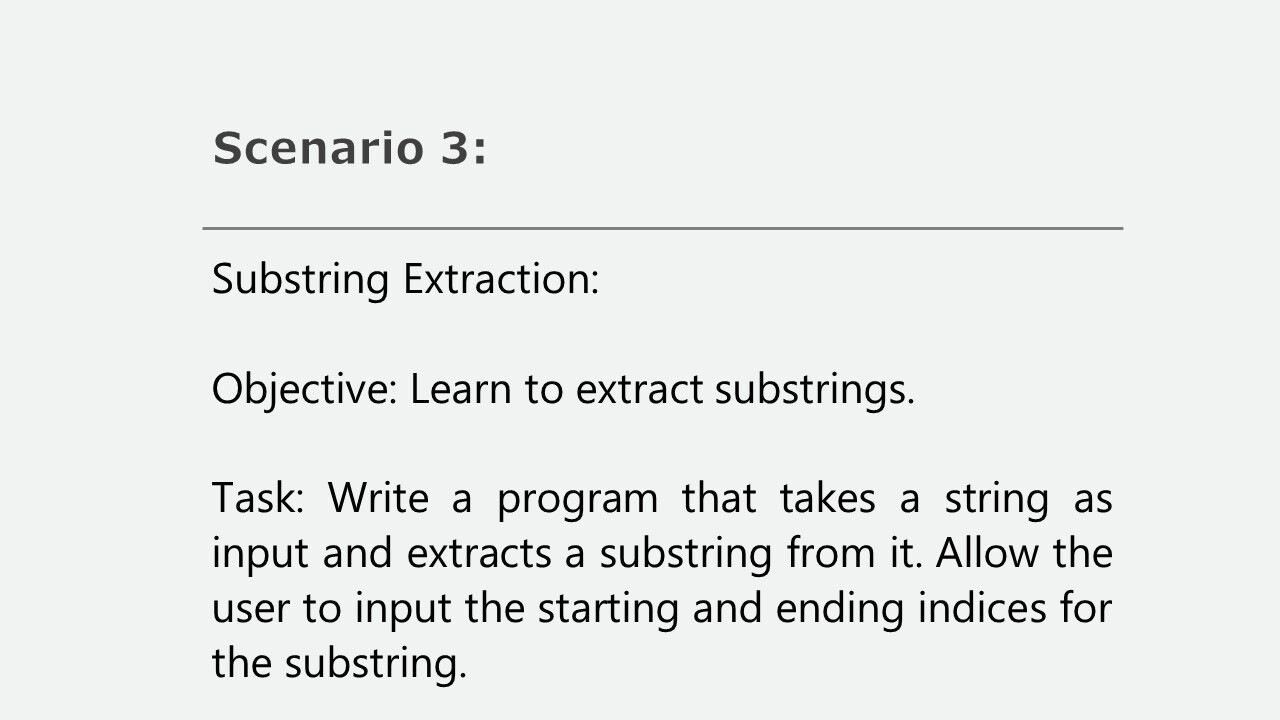 Scenario 3:
Substring Extraction:
Objective: Learn to extract substrings.
Task: Write a program that takes a string as
input and extracts a substring from it. Allow the
user to input the starting and ending indices for
the substring.